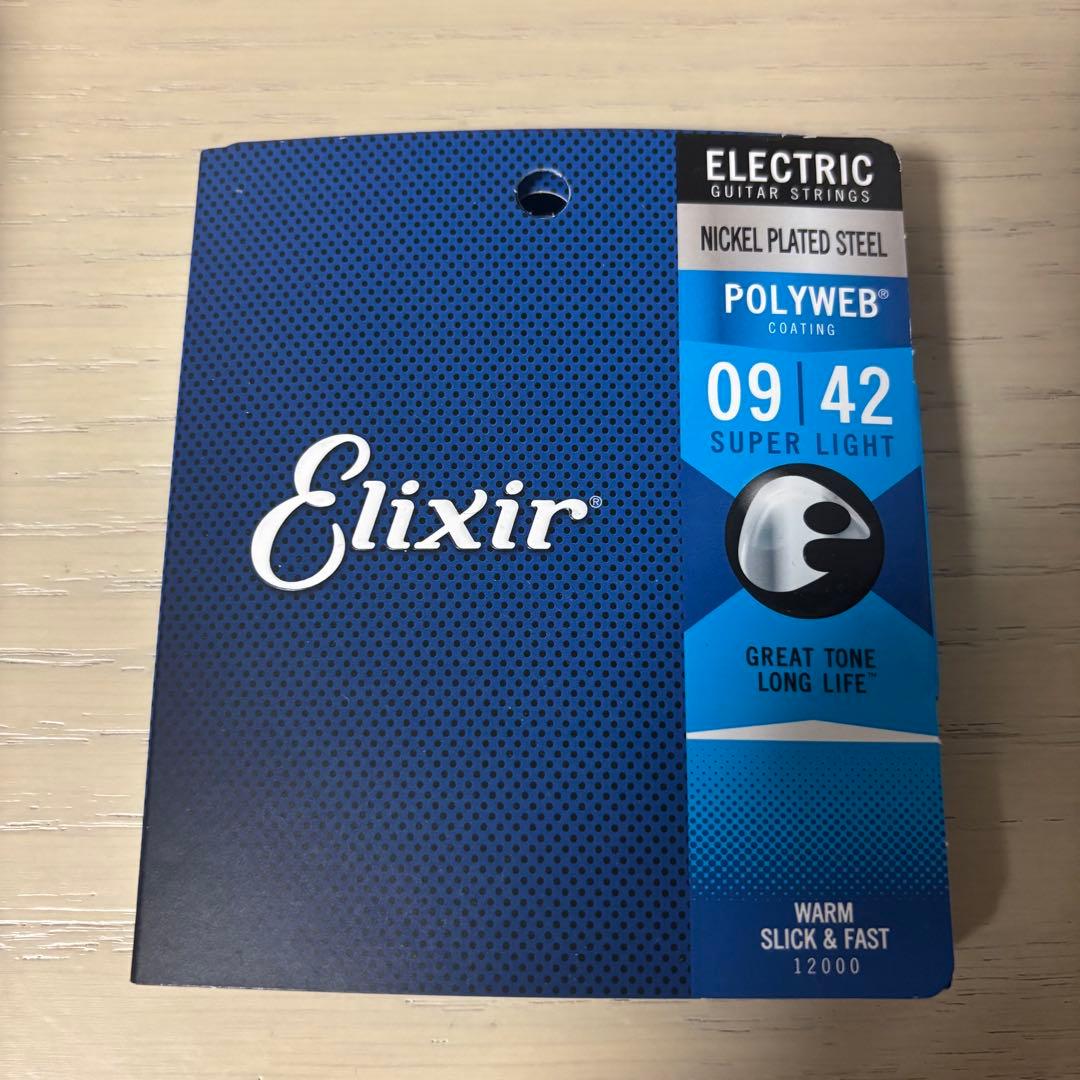 Elixir®
ELECTRIC
GUITAR STRINGS
NICKEL PLATED STEEL
POLYWEB®
COATING
09 | 42
SUPER LIGHT
GREAT TONE
LONG LIFE™
WARM
SLICK & FAST
12000